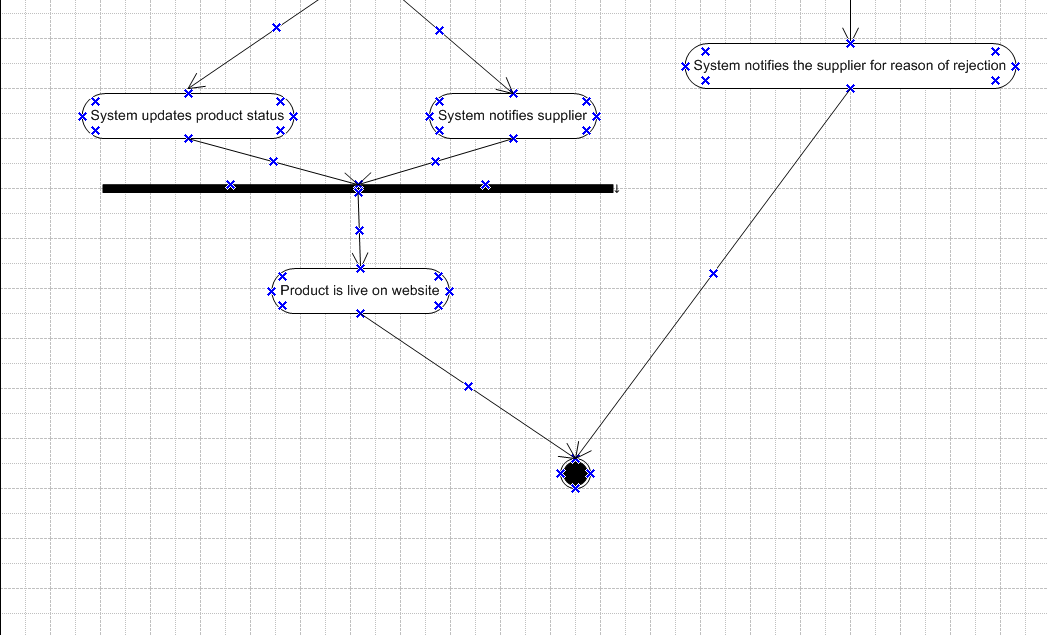 System notifies the supplier for reason of rejection
System updates product status
System notifies supplier
Product is live on website